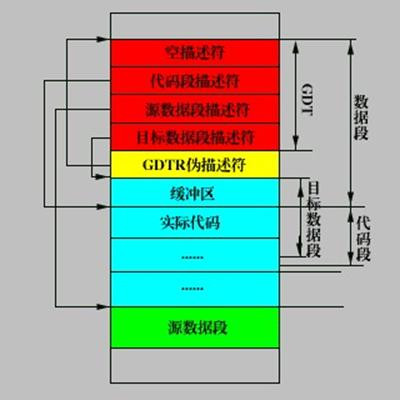 空描述符
代码段描述符
源数据段描述符
目标数据段描述符
GDTR伪描述符
缓冲区
实际代码
......
......
源数据段
GDT
数据段
目标数据段
代码段